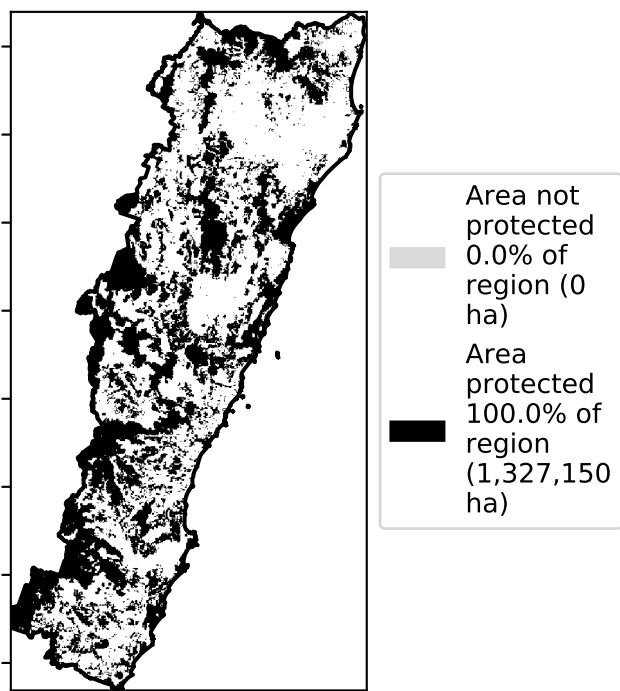 Area not
protected
0.0% of
region (0
ha)
Area
protected
100.0% of
region
(1,327,150
ha)